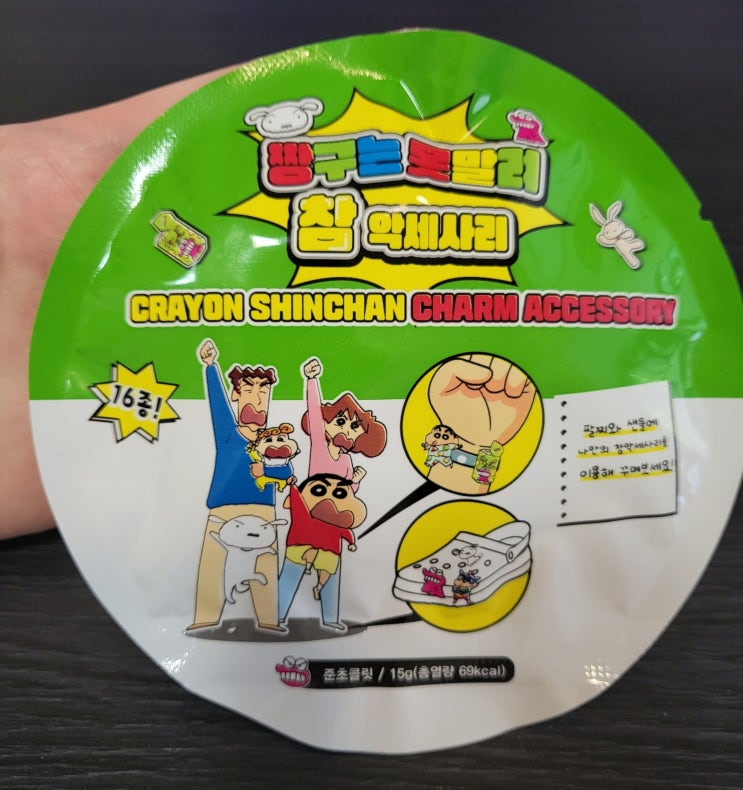 짱구는 못말려
참 악세사리
CRAYON SHINCHAN CHARM ACCESSORY
16종!
팔찌와 샌들에
나만의 참악세사리를
이용해 꾸며보세요!
준초콜릿 / 15g(총열량 69kcal)